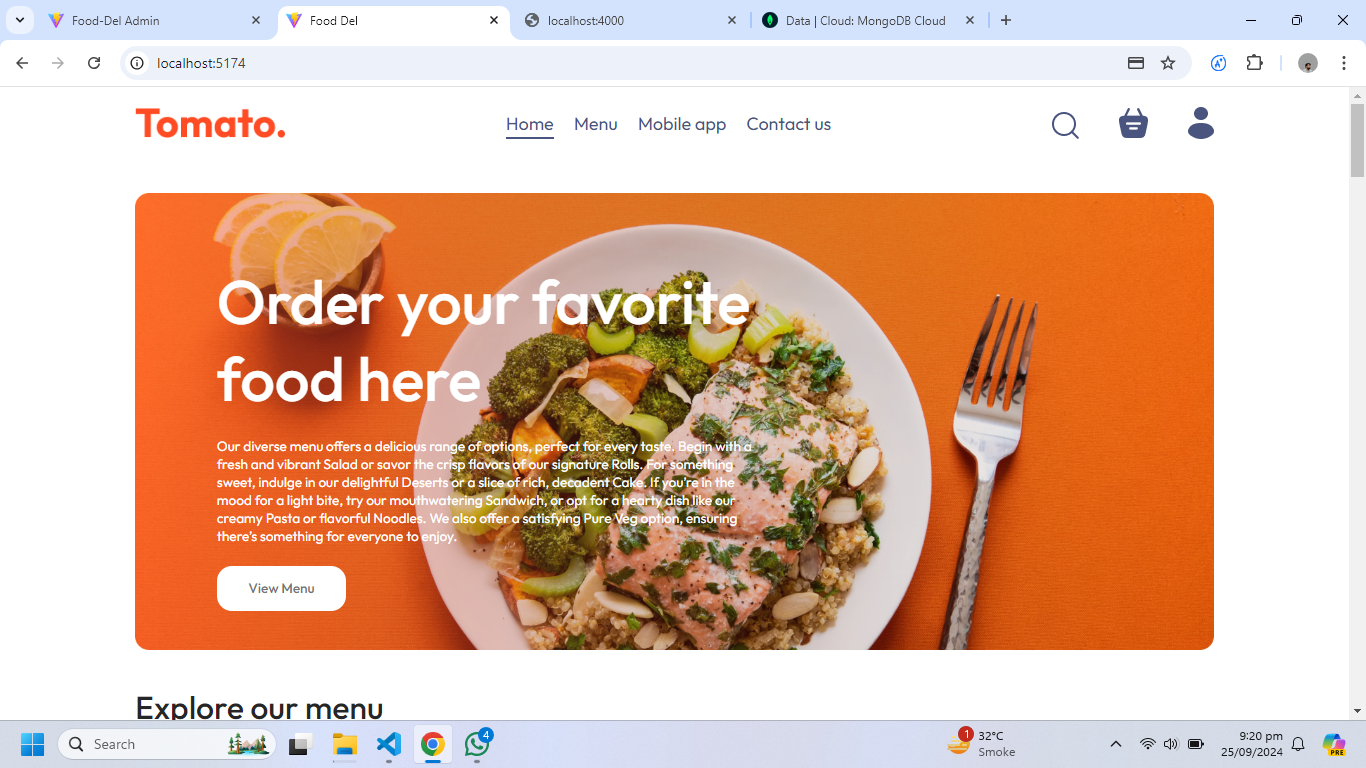 Food-Del Admin
Food Del
localhost:4000
Data | Cloud: MongoDB Cloud
localhost:5174
Tomato.
Home
Menu
Mobile app
Contact us
Order your favorite
food here
Our diverse menu offers a delicious range of options, perfect for every taste. Begin with a
fresh and vibrant Salad or savor the crisp flavors of our signature Rolls. For something
sweet, indulge in our delightful Deserts or a slice of rich, decadent Cake. If you're in the
mood for a light bite, try our mouthwatering Sandwich, or opt for a hearty dish like our
creamy Pasta or flavorful Noodles. We also offer a satisfying Pure Veg option, ensuring
there's something for everyone to enjoy.
View Menu
Explore our menu
Search
4
1
32°C
Smoke
9:20 pm
25/09/2024
PRE